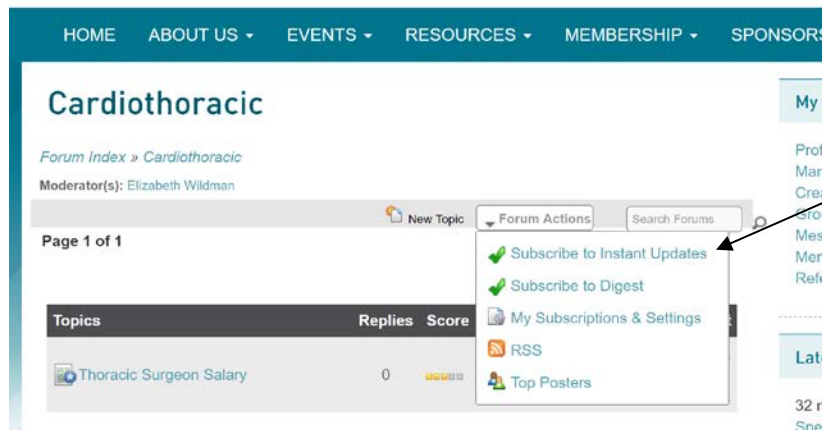 HOME ABOUT US EVENTS RESOURCES MEMBERSHIP SPONSORS
Cardiothoracic
Forum Index » Cardiothoracic
Moderator(s): Elizabeth Wildman
New Topic Forum Actions Search Forums
Page 1 of 1
Subscribe to Instant Updates
Subscribe to Digest
My Subscriptions & Settings
RSS
Top Posters
Topics Replies Score
Thoracic Surgeon Salary 0
My
32